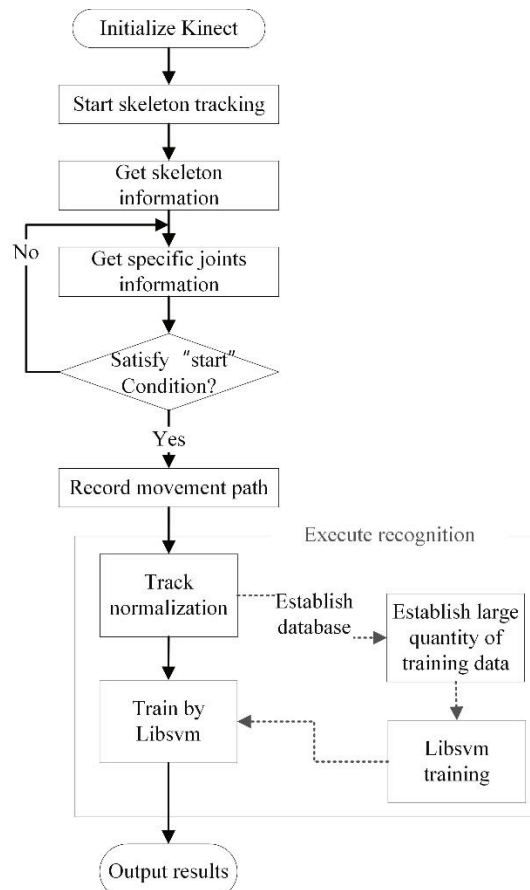 Initialize Kinect
Start skeleton tracking
Get skeleton
information
No
Get specific joints
information
Satisfy “start”
Condition?
Yes
Record movement path
Execute recognition
Track
normalization
Establish
database
Establish large
quantity of
training data
Train by
Libsvm
Libsvm
training
Output results